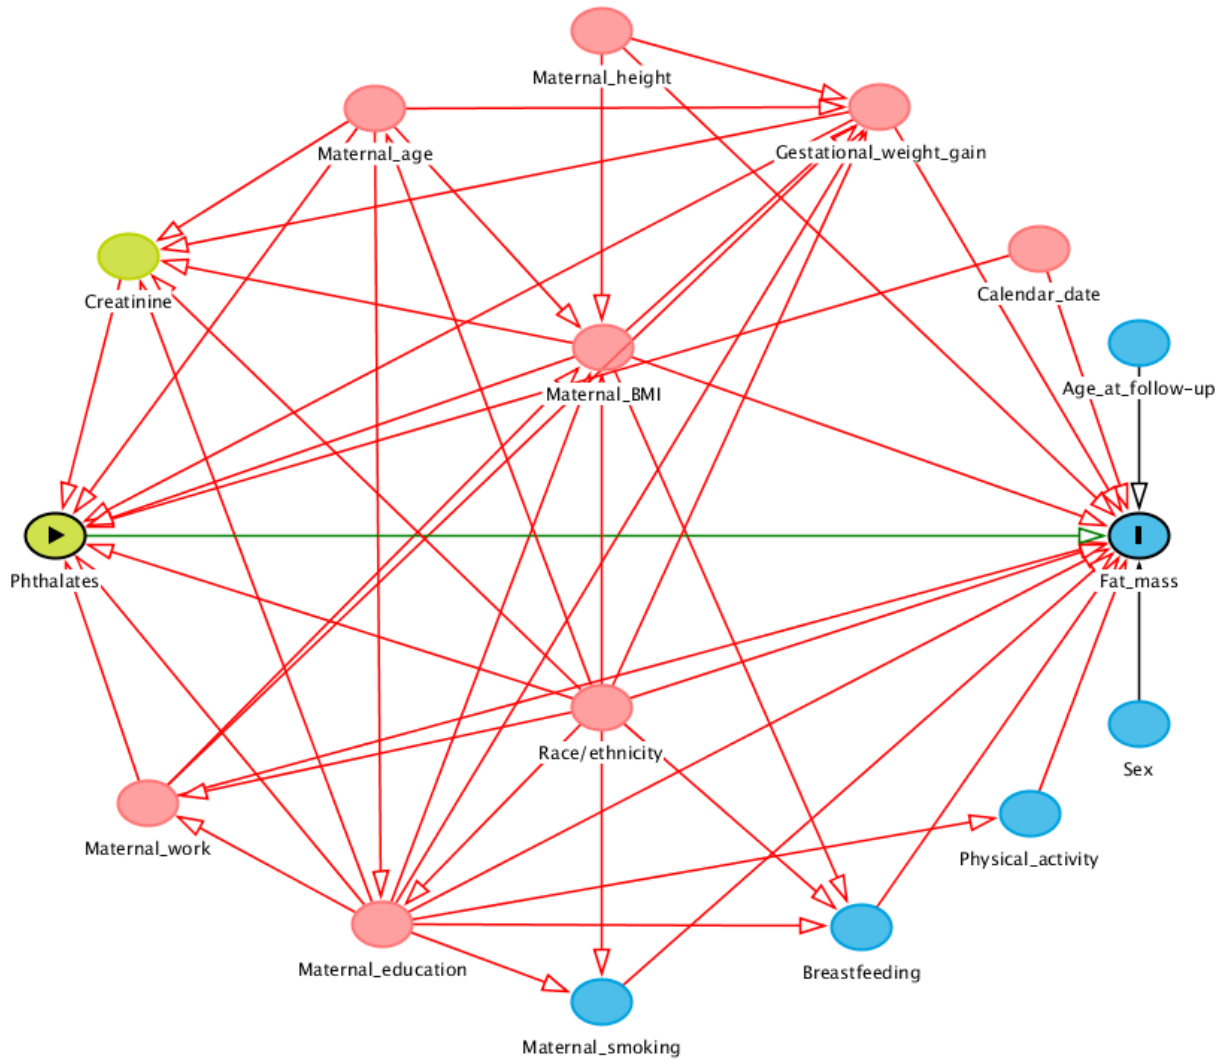 Maternal_height
Maternal_age
Gestational_weight_gain
Creatinine
Calendar_date
Age_at_follow-up
Maternal_BMI
Phthalates
Fat_mass
Race/ethnicity
Sex
Maternal_work
Physical_activity
Maternal_education
Breastfeeding
Maternal_smoking